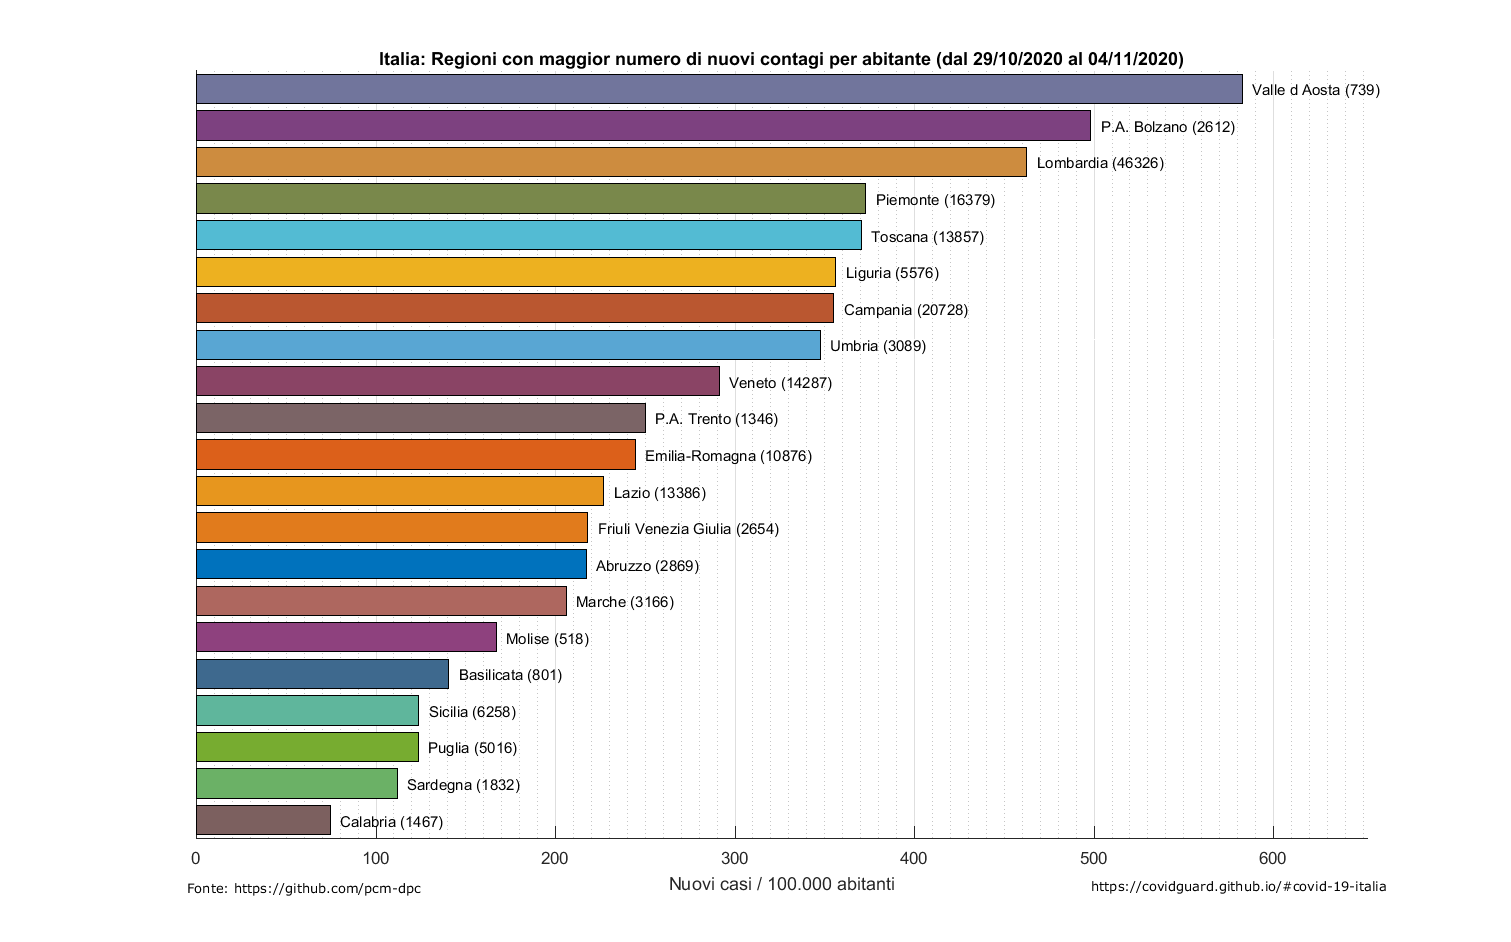 Italia: Regioni con maggior numero di nuovi contagi per abitante (dal 29/10/2020 al 04/11/2020)
Valle d Aosta (739)
P.A. Bolzano (2612)
Lombardia (46326)
Piemonte (16379)
Toscana (13857)
Liguria (5576)
Campania (20728)
Umbria (3089)
Veneto (14287)
P.A. Trento (1346)
Emilia-Romagna (10876)
Lazio (13386)
Friuli Venezia Giulia (2654)
Abruzzo (2869)
Marche (3166)
Molise (518)
Basilicata (801)
Sicilia (6258)
Puglia (5016)
Sardegna (1832)
Calabria (1467)
0 100 200 300 400 500 600
Nuovi casi / 100.000 abitanti
Fonte: https://github.com/pcm-dpc
https://covidguard.github.io/#covid-19-italia